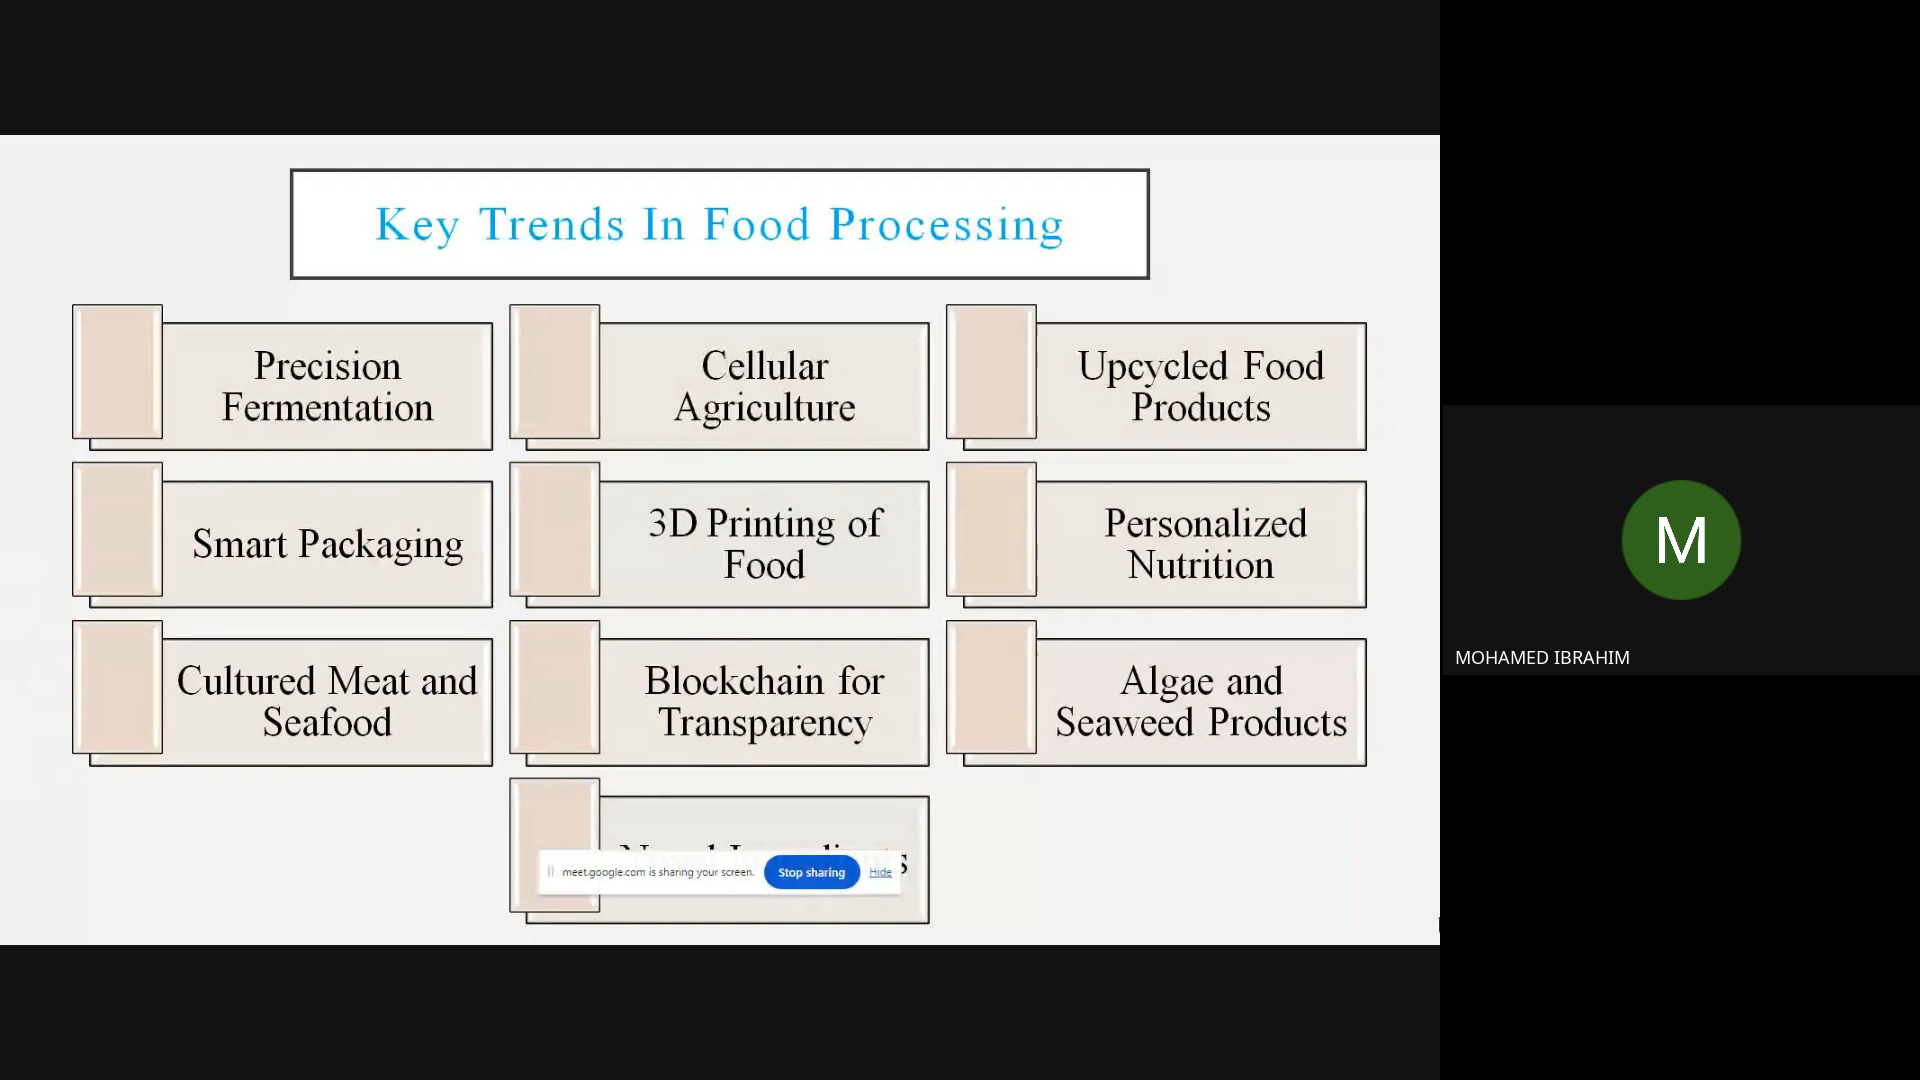 Key Trends In Food Processing
Precision
Fermentation
Cellular
Agriculture
Upcycled Food
Products
Smart Packaging
3D Printing of
Food
Personalized
Nutrition
Cultured Meat and
Seafood
Blockchain for
Transparency
Algae and
Seaweed Products
meet.google.com is sharing your screen. Stop sharing Hide
M
MOHAMED IBRAHIM